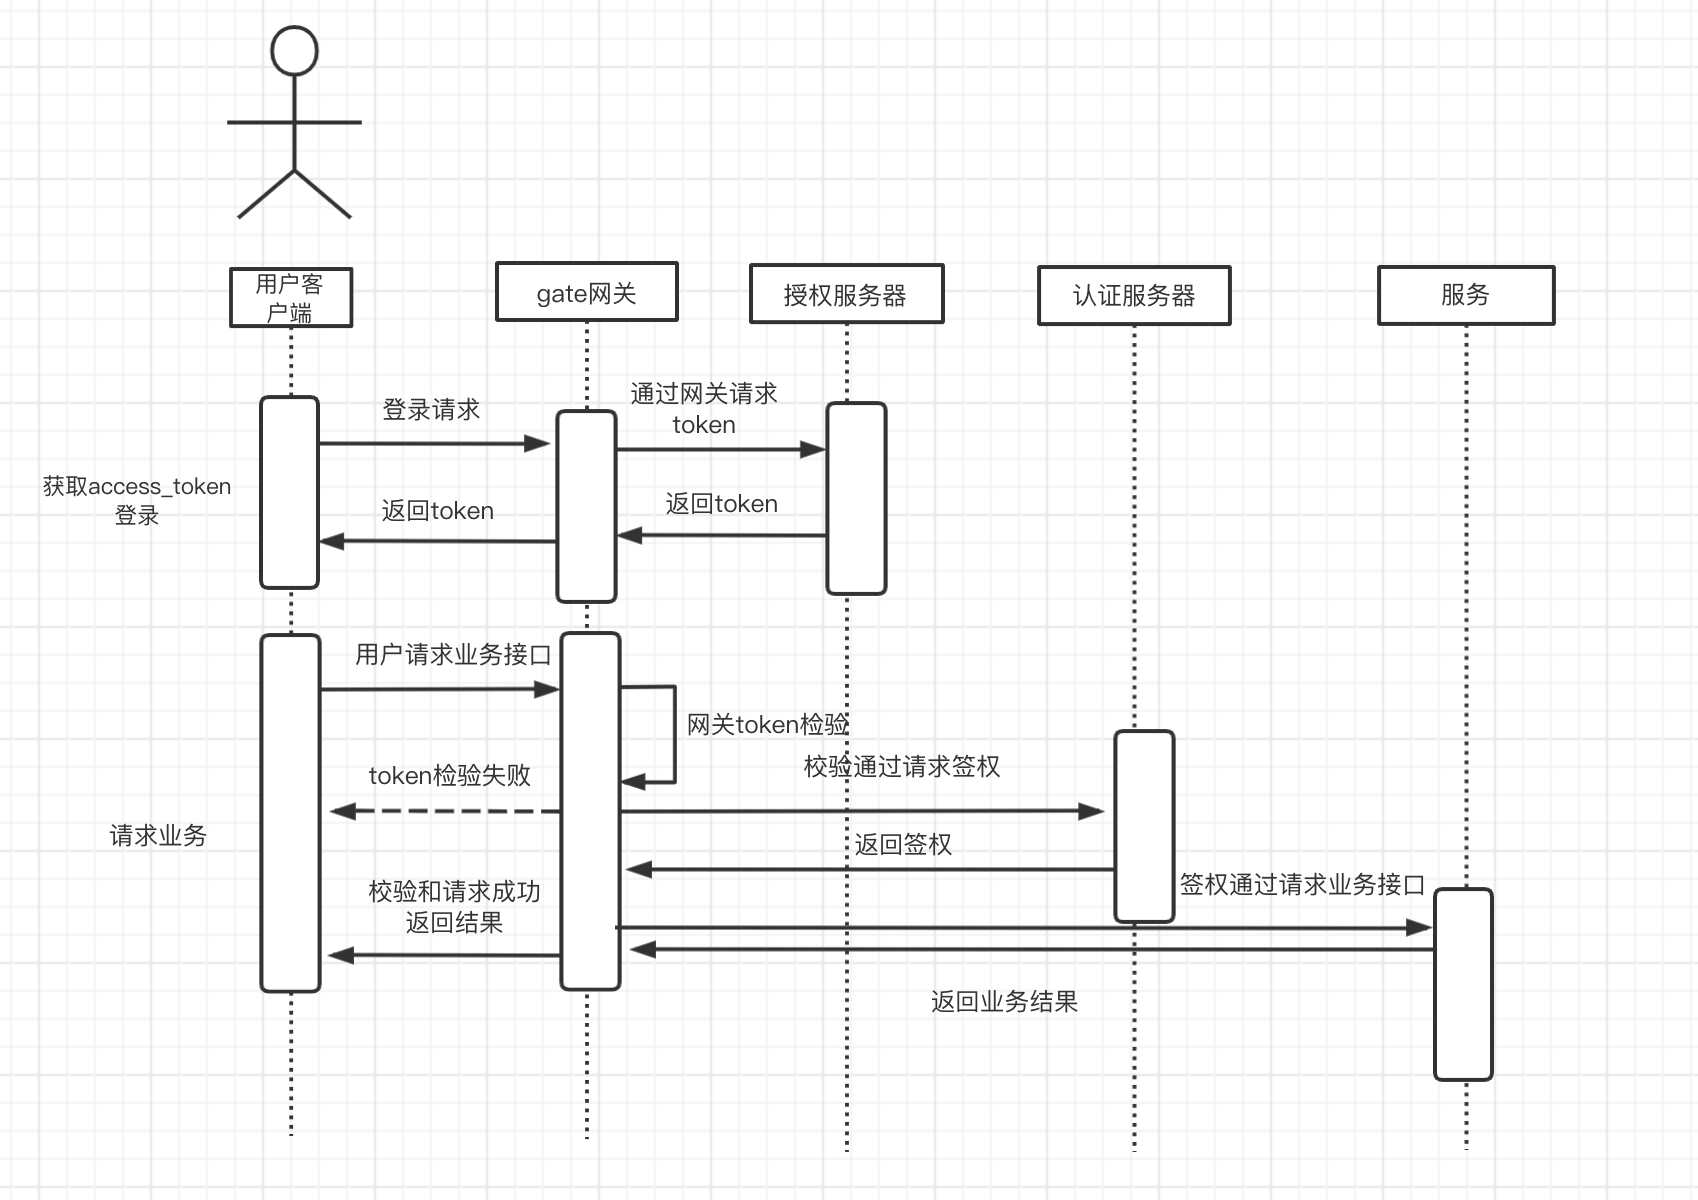 用户客
户端
gate网关
授权服务器
认证服务器
服务
登录请求
通过网关请求
token
获取access_token
登录
返回token
返回token
用户请求业务接口
网关token检验
token检验失败
校验通过请求签权
请求业务
返回签权
校验和请求成功
返回结果
签权通过请求业务接口
返回业务结果